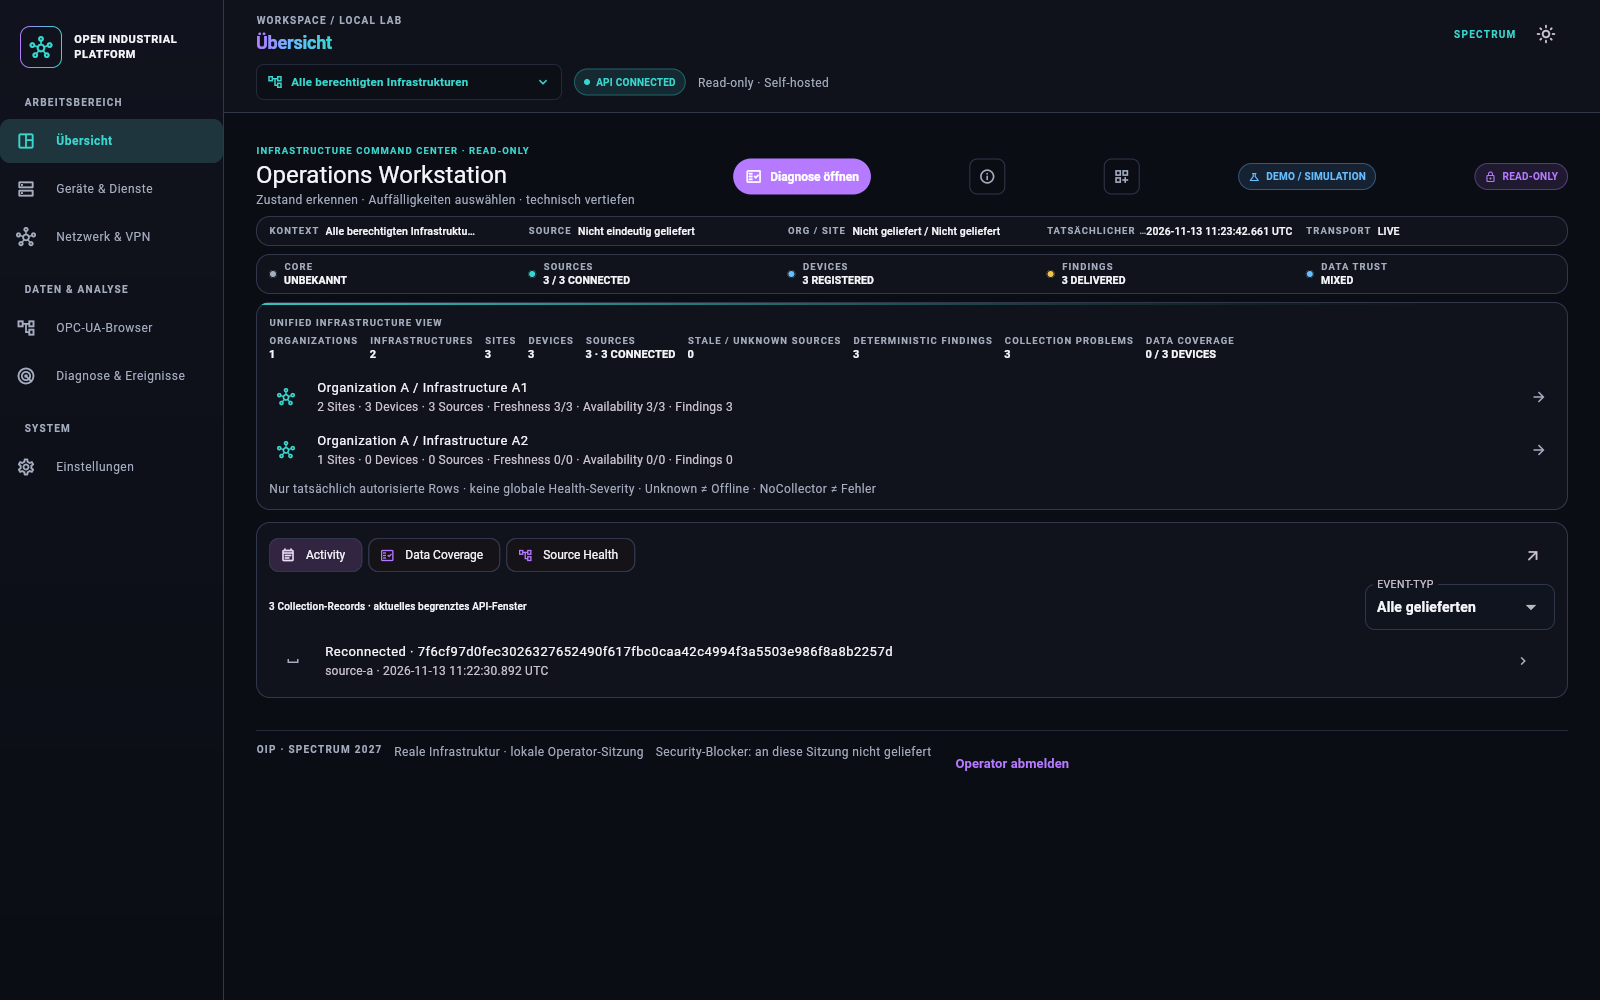 OPEN INDUSTRIAL
PLATFORM
ARBEITSBEREICH
Übersicht
Geräte & Dienste
Netzwerk & VPN
DATEN & ANALYSE
OPC-UA-Browser
Diagnose & Ereignisse
SYSTEM
Einstellungen
WORKSPACE / LOCAL LAB
Übersicht
SPECTRUM
Alle berechtigten Infrastrukturen
API CONNECTED
Read-only · Self-hosted
INFRASTRUCTURE COMMAND CENTER · READ-ONLY
Operations Workstation
Zustand erkennen · Auffälligkeiten auswählen · technisch vertiefen
Diagnose öffnen
DEMO / SIMULATION
READ-ONLY
KONTEXT Alle berechtigten Infrastruktu...
SOURCE Nicht eindeutig geliefert
ORG / SITE Nicht geliefert / Nicht geliefert
TATSÄCHLICHER ...2026-11-13 11:23:42.661 UTC
TRANSPORT LIVE
CORE
UNBEKANNT
SOURCES
3 / 3 CONNECTED
DEVICES
3 REGISTERED
FINDINGS
3 DELIVERED
DATA TRUST
MIXED
UNIFIED INFRASTRUCTURE VIEW
ORGANIZATIONS
1
INFRASTRUCTURES
2
SITES
3
DEVICES
3
SOURCES
3 · 3 CONNECTED
STALE / UNKNOWN SOURCES
0
DETERMINISTIC FINDINGS
3
COLLECTION PROBLEMS
3
DATA COVERAGE
0 / 3 DEVICES
Organization A / Infrastructure A1
2 Sites · 3 Devices · 3 Sources · Freshness 3/3 · Availability 3/3 · Findings 3
Organization A / Infrastructure A2
1 Sites · 0 Devices · 0 Sources · Freshness 0/0 · Availability 0/0 · Findings 0
Nur tatsächlich autorisierte Rows · keine globale Health-Severity · Unknown ≠ Offline · NoCollector ≠ Fehler
Activity
Data Coverage
Source Health
EVENT-TYP
Alle gelieferten
3 Collection-Records · aktuelles begrenztes API-Fenster
Reconnected · 7f6cf97d0fec3026327652490f617fbc0caa42c4994f3a5503e986f8a8b2257d
source-a · 2026-11-13 11:22:30.892 UTC
OIP · SPECTRUM 2027
Reale Infrastruktur · lokale Operator-Sitzung
Security-Blocker: an diese Sitzung nicht geliefert
Operator abmelden